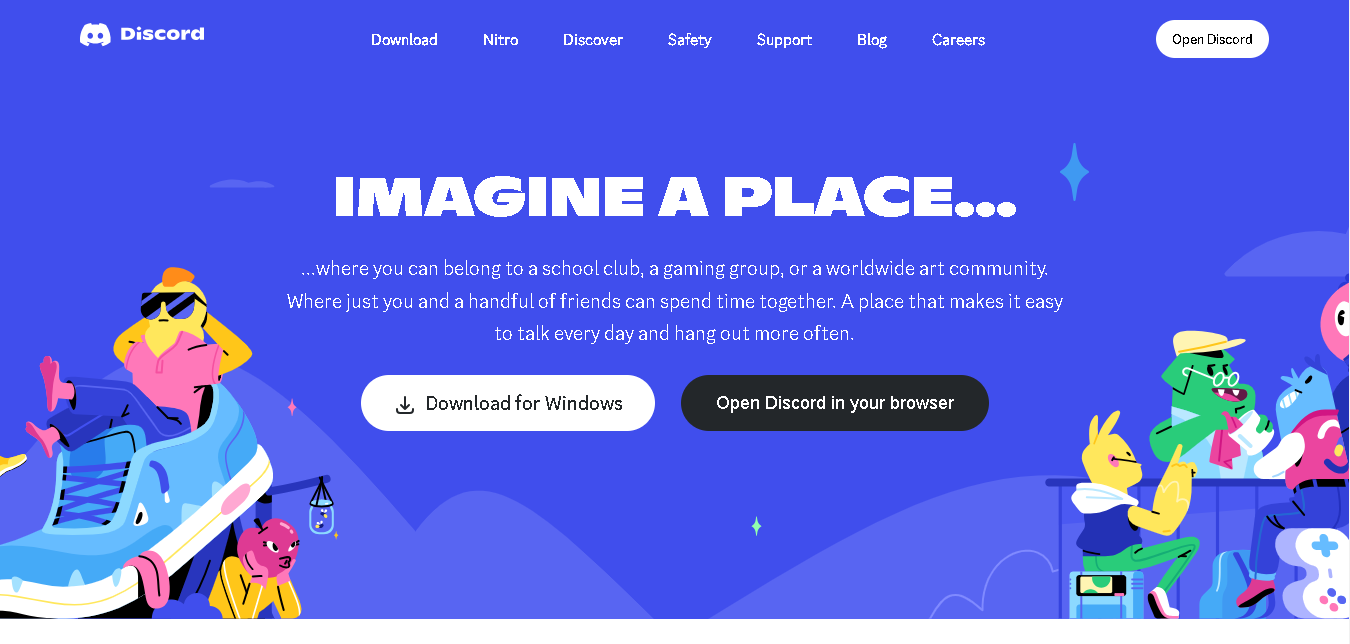 Discord
Download
Nitro
Discover
Safety
Support
Blog
Careers
Open Discord
IMAGINE A PLACE...
...where you can belong to a school club, a gaming group, or a worldwide art community.
Where just you and a handful of friends can spend time together. A place that makes it easy
to talk every day and hang out more often.
Download for Windows
Open Discord in your browser